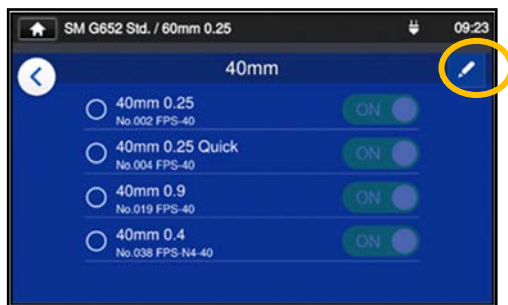 SM G652 Std. / 60mm 0.25 09:23
40mm
40mm 0.25 ON
No.002 FPS-40
40mm 0.25 Quick ON
No.004 FPS-40
40mm 0.9 ON
No.019 FPS-40
40mm 0.4 ON
No.038 FPS-N4-40